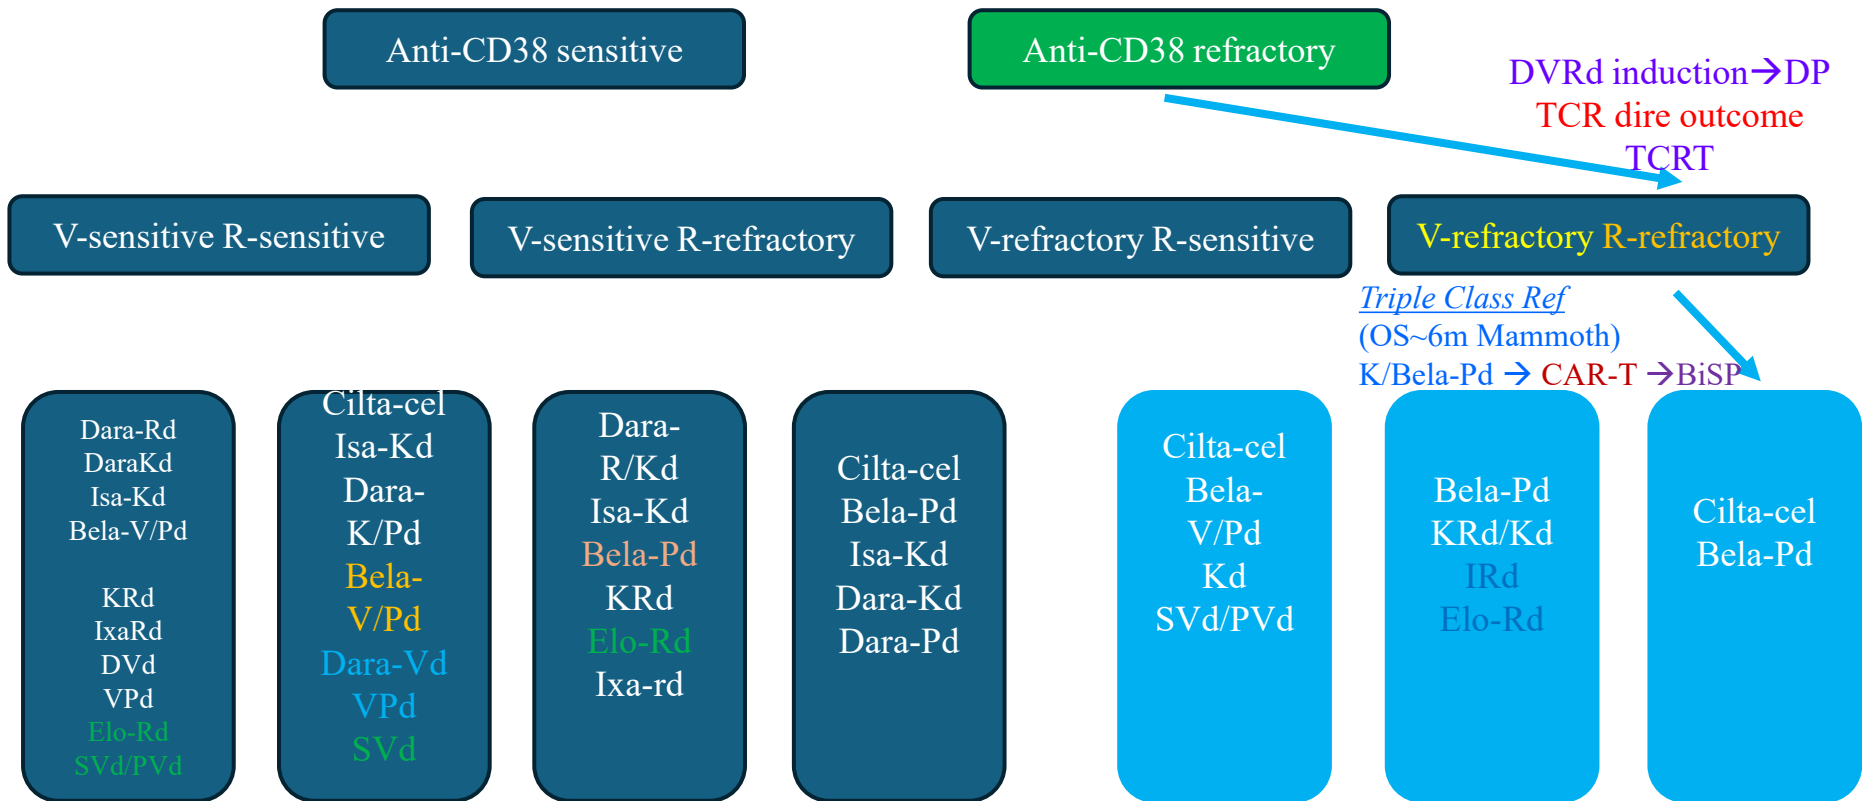 Anti-CD38 sensitive
Anti-CD38 refractory
DVRd induction→DP
TCR dire outcome
TCRT
V-sensitive R-sensitive
V-sensitive R-refractory
V-refractory R-sensitive
V-refractory R-refractory
Triple Class Ref
(OS~6m Mammoth)
K/Bela-Pd → CAR-T →BiSP
Dara-Rd
DaraKd
Isa-Kd
Bela-V/Pd
KRd
IxaRd
DVd
VPd
Elo-Rd
SVd/PVd
Cilta-cel
Isa-Kd
Dara-
K/Pd
Bela-
V/Pd
Dara-Vd
VPd
SVd
Dara-
R/Kd
Isa-Kd
Bela-Pd
KRd
Elo-Rd
Ixa-rd
Cilta-cel
Bela-Pd
Isa-Kd
Dara-Kd
Dara-Pd
Cilta-cel
Bela-
V/Pd
Kd
SVd/PVd
Bela-Pd
KRd/Kd
IRd
Elo-Rd
Cilta-cel
Bela-Pd